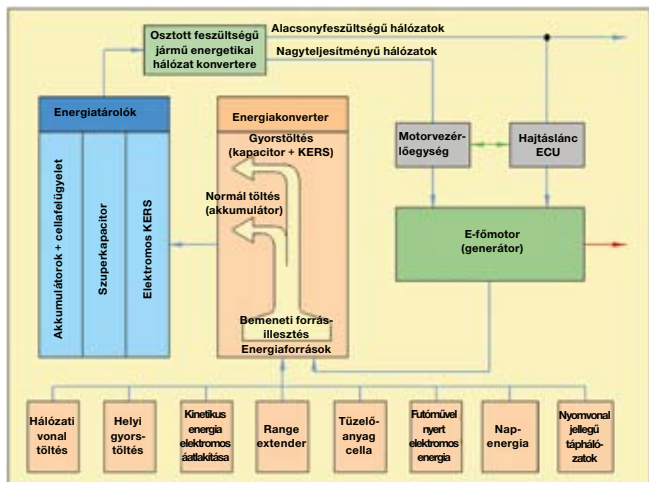 Alacsonyfeszültségű hálózatok
Osztott feszültségű
jármű energetikai
hálózat konvertere
Nagyteljesítményű hálózatok
Energiatárolók
Akkumulátorok + cellafelügyelet
Szuperkapacitor
Elektromos KERS
Energiakonverter
Gyorstöltés
(kapacitor + KERS)
Normál töltés
(akkumulátor)
Bemeneti forrás-
illesztés
Energiaforrások
Motorvezér-
lőegység
Hajtáslánc
ECU
E-főmotor
(generátor)
Hálózati
vonal
töltés
Helyi
gyors-
töltés
Kinetikus
energia
elektromos
áatlakítása
Range
extender
Tüzelő-
anyag
cella
Futóművel
nyert
elektromos
energia
Nap-
energia
Nyomvonal
jellegű
tápháló-
zatok